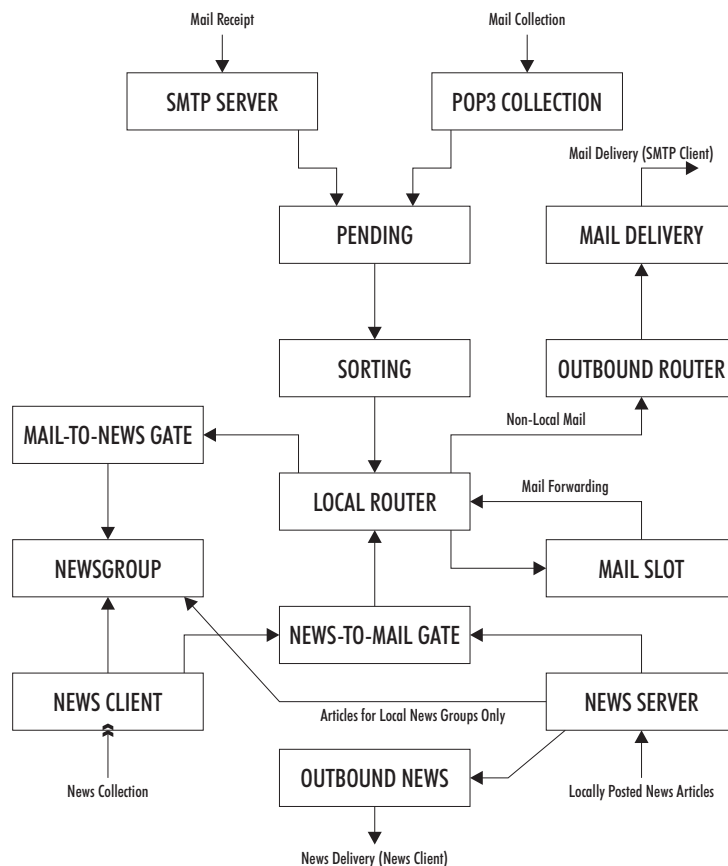 Mail Receipt
Mail Collection
SMTP SERVER
POP3 COLLECTION
Mail Delivery (SMTP Client)
PENDING
MAIL DELIVERY
SORTING
OUTBOUND ROUTER
MAIL-TO-NEWS GATE
Non-Local Mail
LOCAL ROUTER
Mail Forwarding
NEWSGROUP
MAIL SLOT
NEWS-TO-MAIL GATE
NEWS CLIENT
NEWS SERVER
Articles for Local News Groups Only
OUTBOUND NEWS
News Collection
Locally Posted News Articles
News Delivery (News Client)